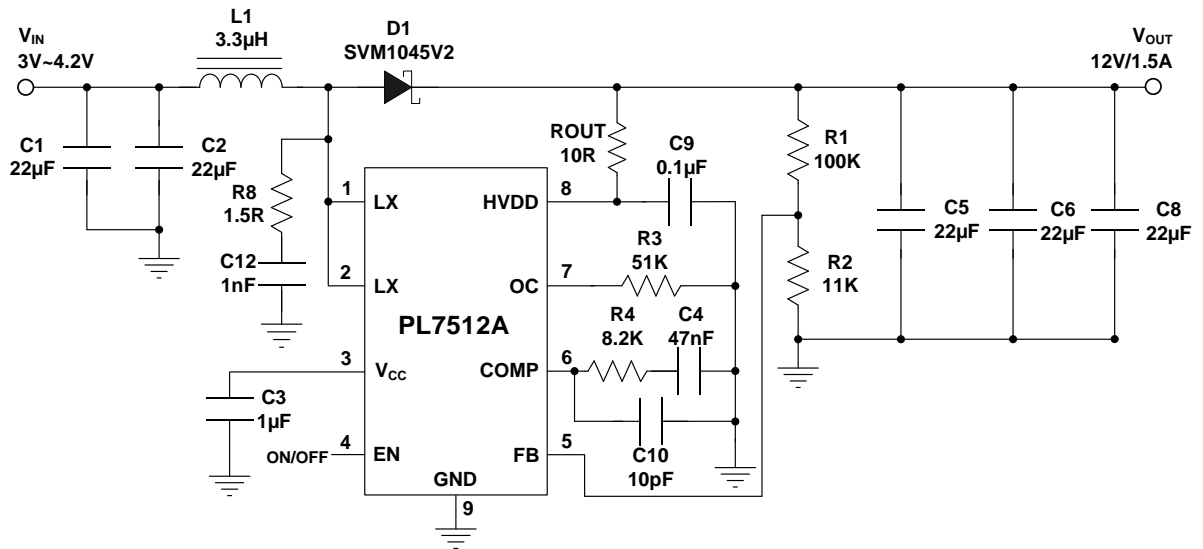 L1
3.3µH
D1
SVM1045V2
VIN
3V~4.2V
VOUT
12V/1.5A
C1
22µF
C2
22µF
R8
1.5R
C12
1nF
ROUT
10R
C9
0.1µF
R1
100K
R2
11K
C5
22µF
C6
22µF
C8
22µF
1
LX
HVDD
8
2
LX
OC
7
R3
51K
PL7512A
R4
8.2K
C4
47nF
3
VCC
COMP
6
C3
1µF
C10
10pF
ON/OFF
4
EN
FB
5
GND
9